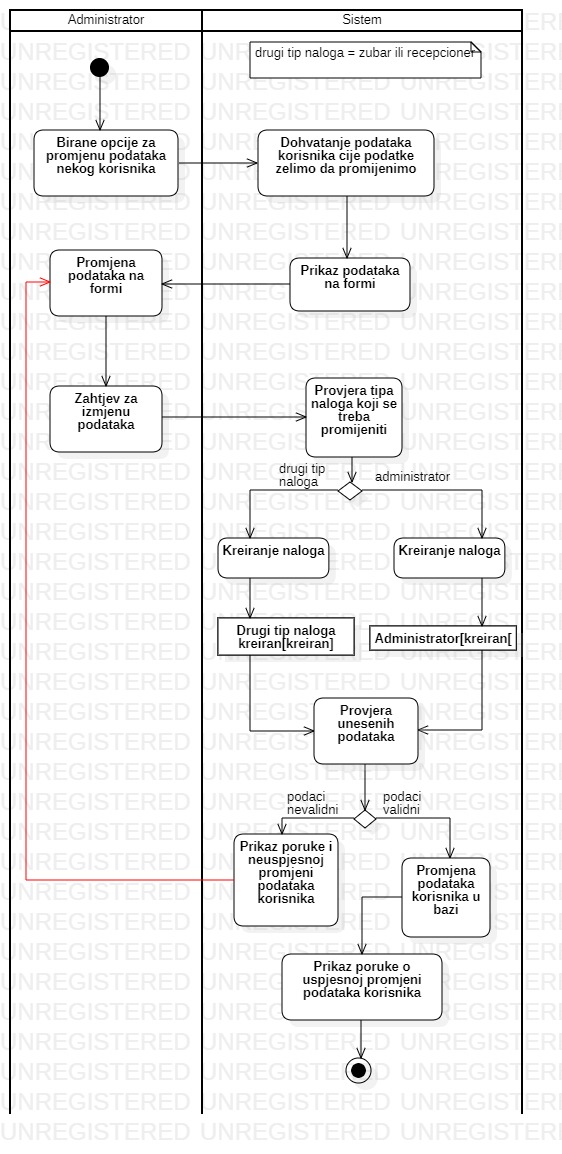 Administrator
Sistem
drugi tip naloga = zubar ili recepcioner
Birane opcije za
promjenu podataka
nekog korisnika
Dohvatanje podataka
korisnika cije podatke
zelimo da promijenimo
Promjena
podataka na
formi
Prikaz podataka
na formi
Zahtjev za
izmjenu
podataka
Provjera tipa
naloga koji se
treba
promijeniti
drugi tip
naloga
administrator
Kreiranje naloga
Kreiranje naloga
Drugi tip naloga
kreiran[kreiran]
Administrator[kreiran[
Provjera
unesenih
podataka
podaci
nevalidni
podaci
validni
Prikaz poruke i
neuspjesnoj
promjeni
podataka
korisnika
Promjena
podataka
korisnika u
bazi
Prikaz poruke o
uspjesnoj promjeni
podataka korisnika
UNREGISTERED